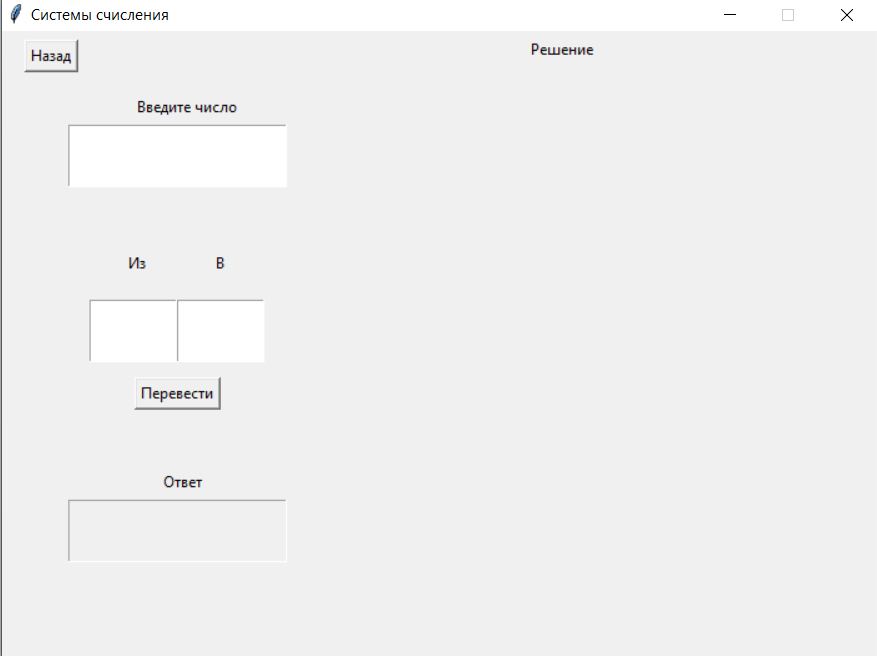 Системы счисления
Назад
Решение
Введите число
Из В
Перевести
Ответ